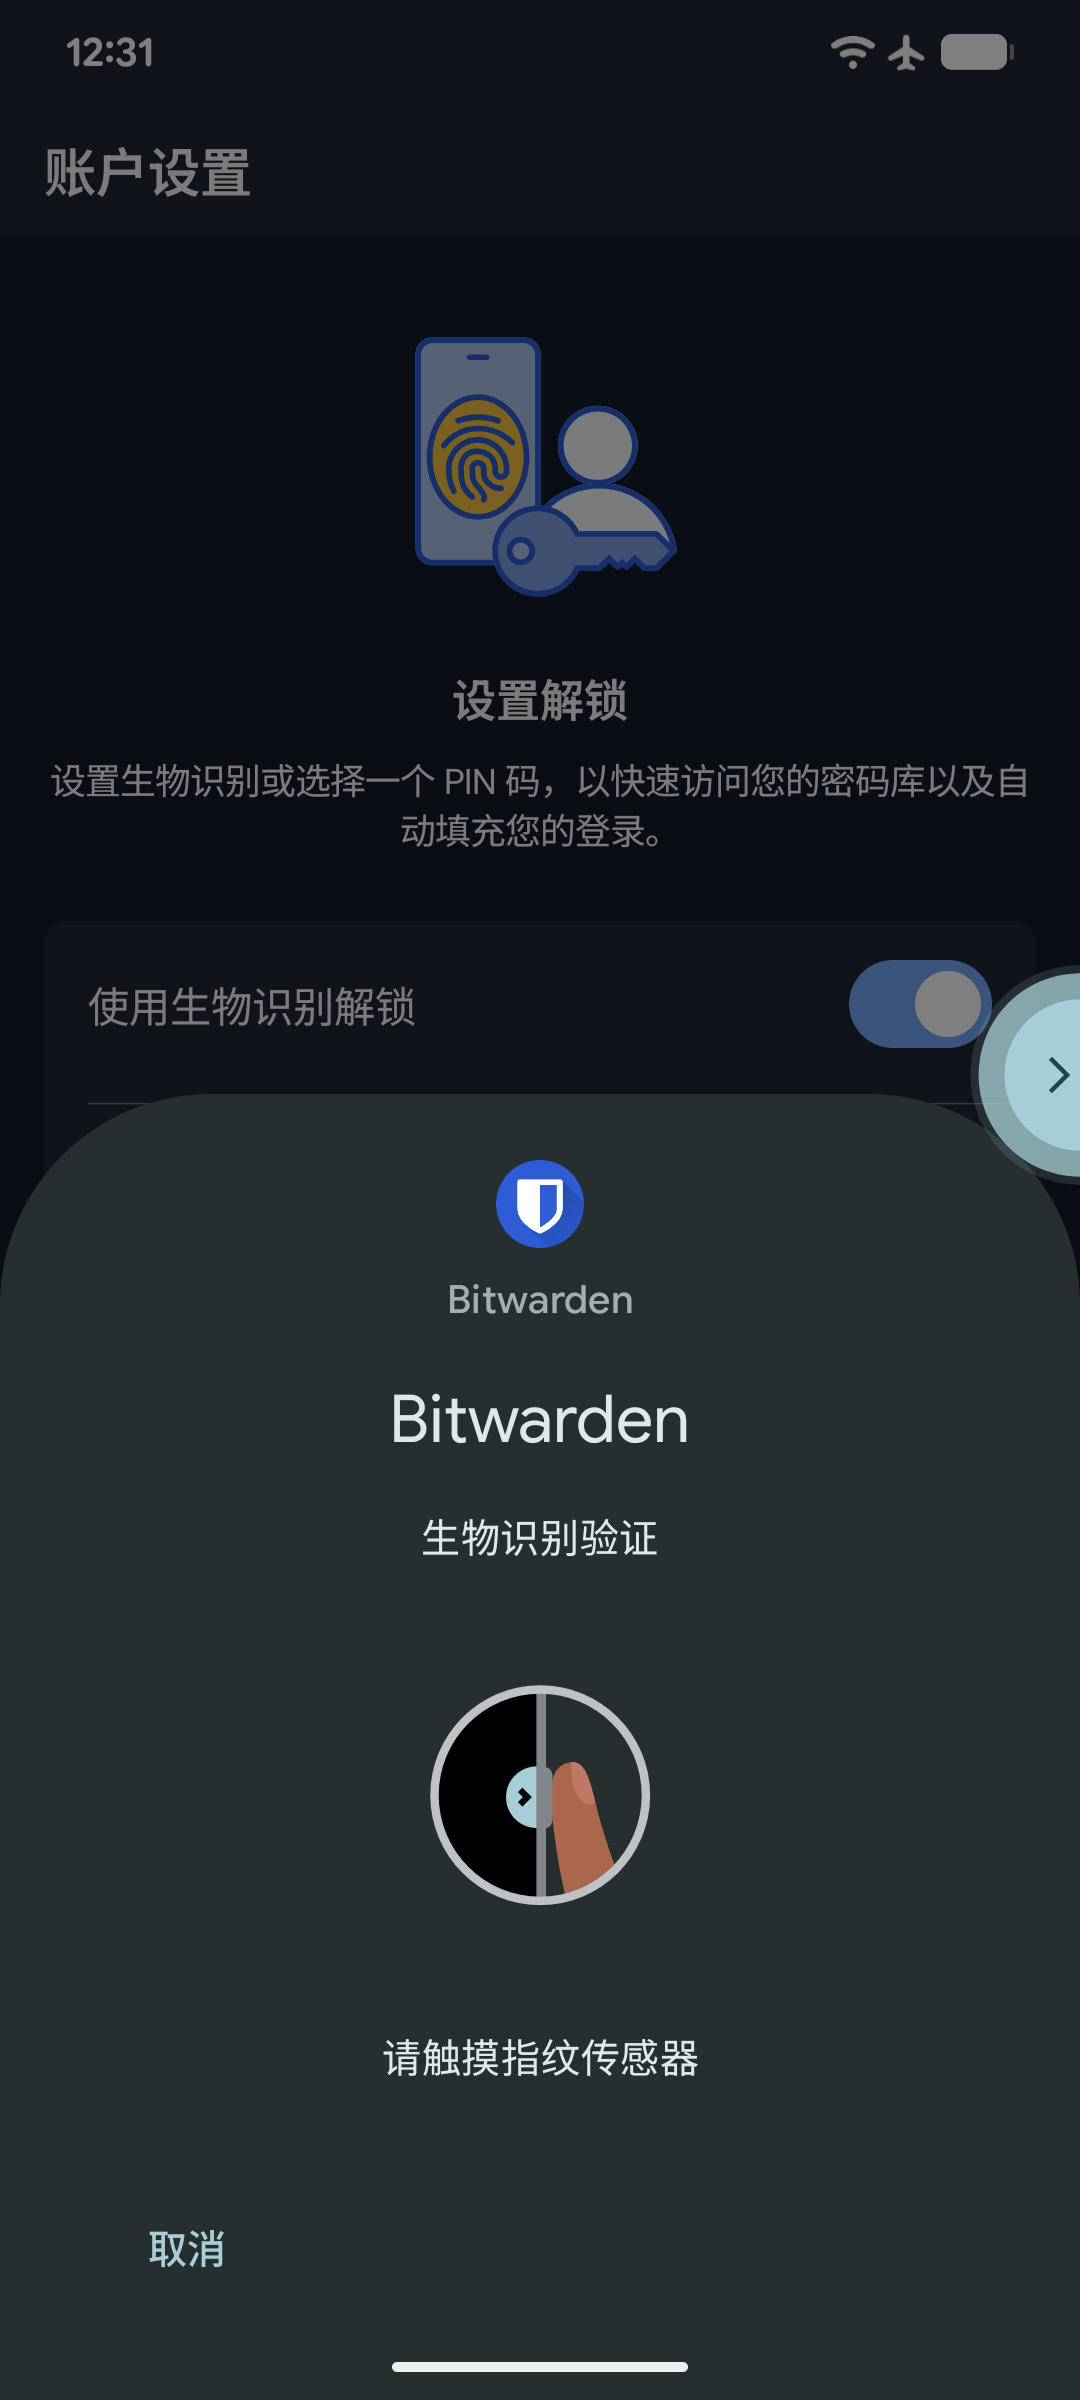 12:31
账户设置
设置解锁
设置生物识别或选择一个 PIN 码，以快速访问您的密码库以及自
动填充您的登录。
使用生物识别解锁
Bitwarden
Bitwarden
生物识别验证
请触摸指纹传感器
取消